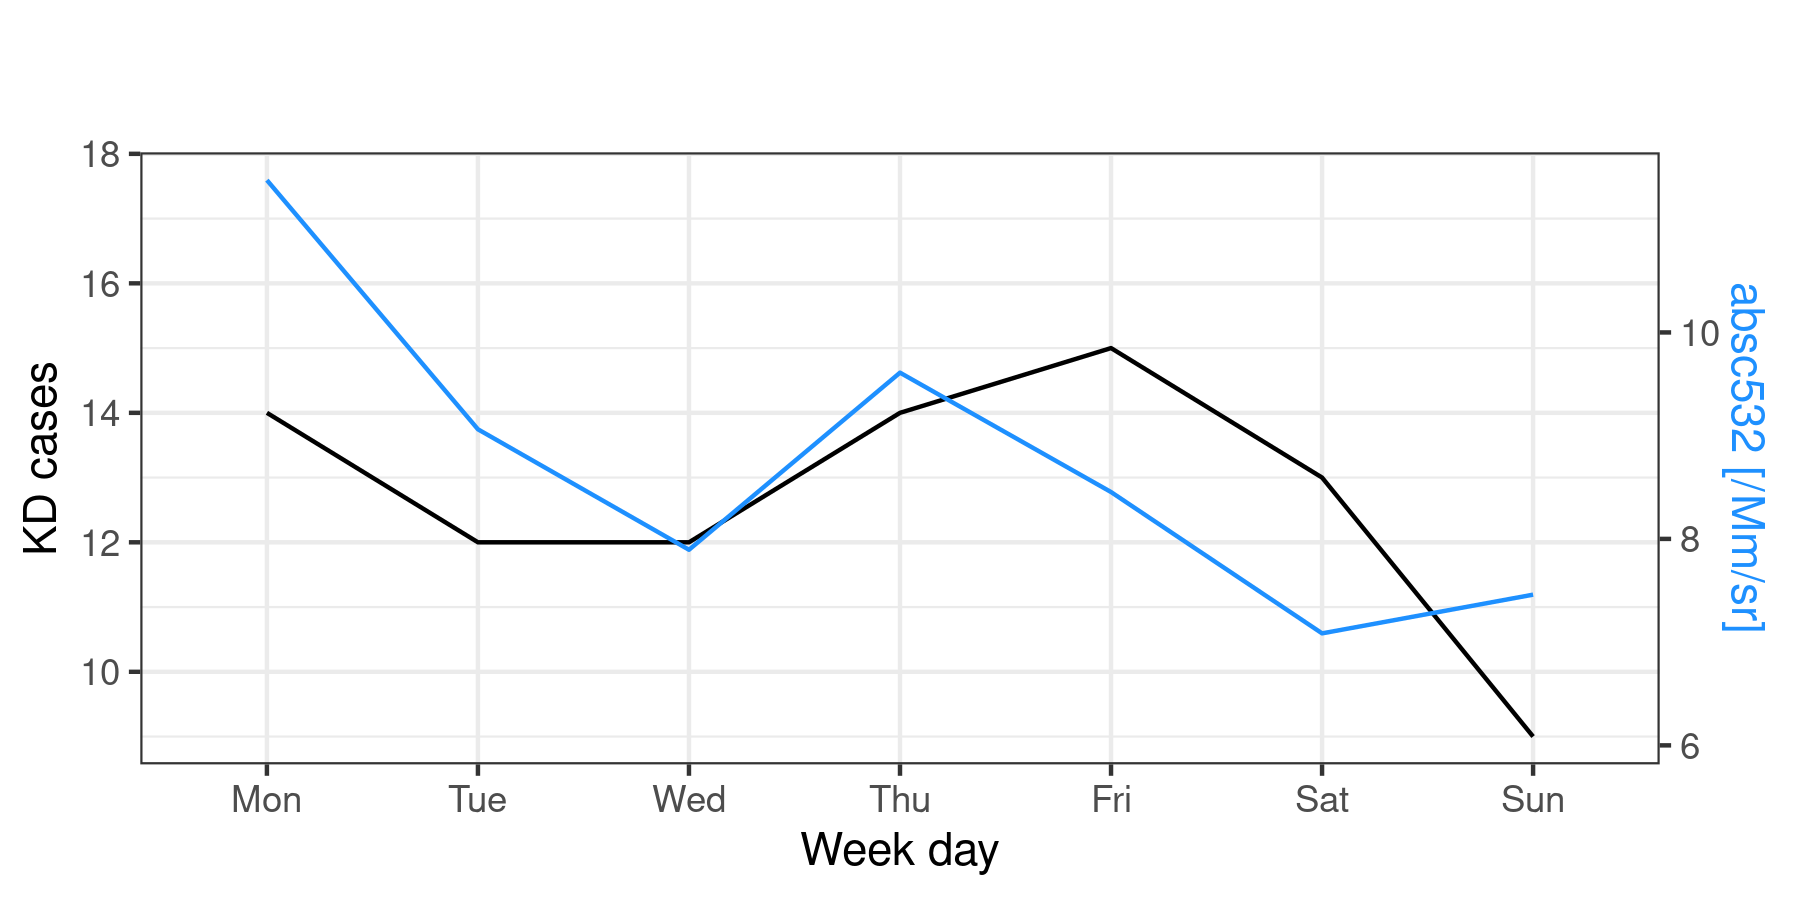 18
16
14
12
10
KD cases
10
8
6
absc532 [/Mm/sr]
Mon Tue Wed Thu Fri Sat Sun
Week day